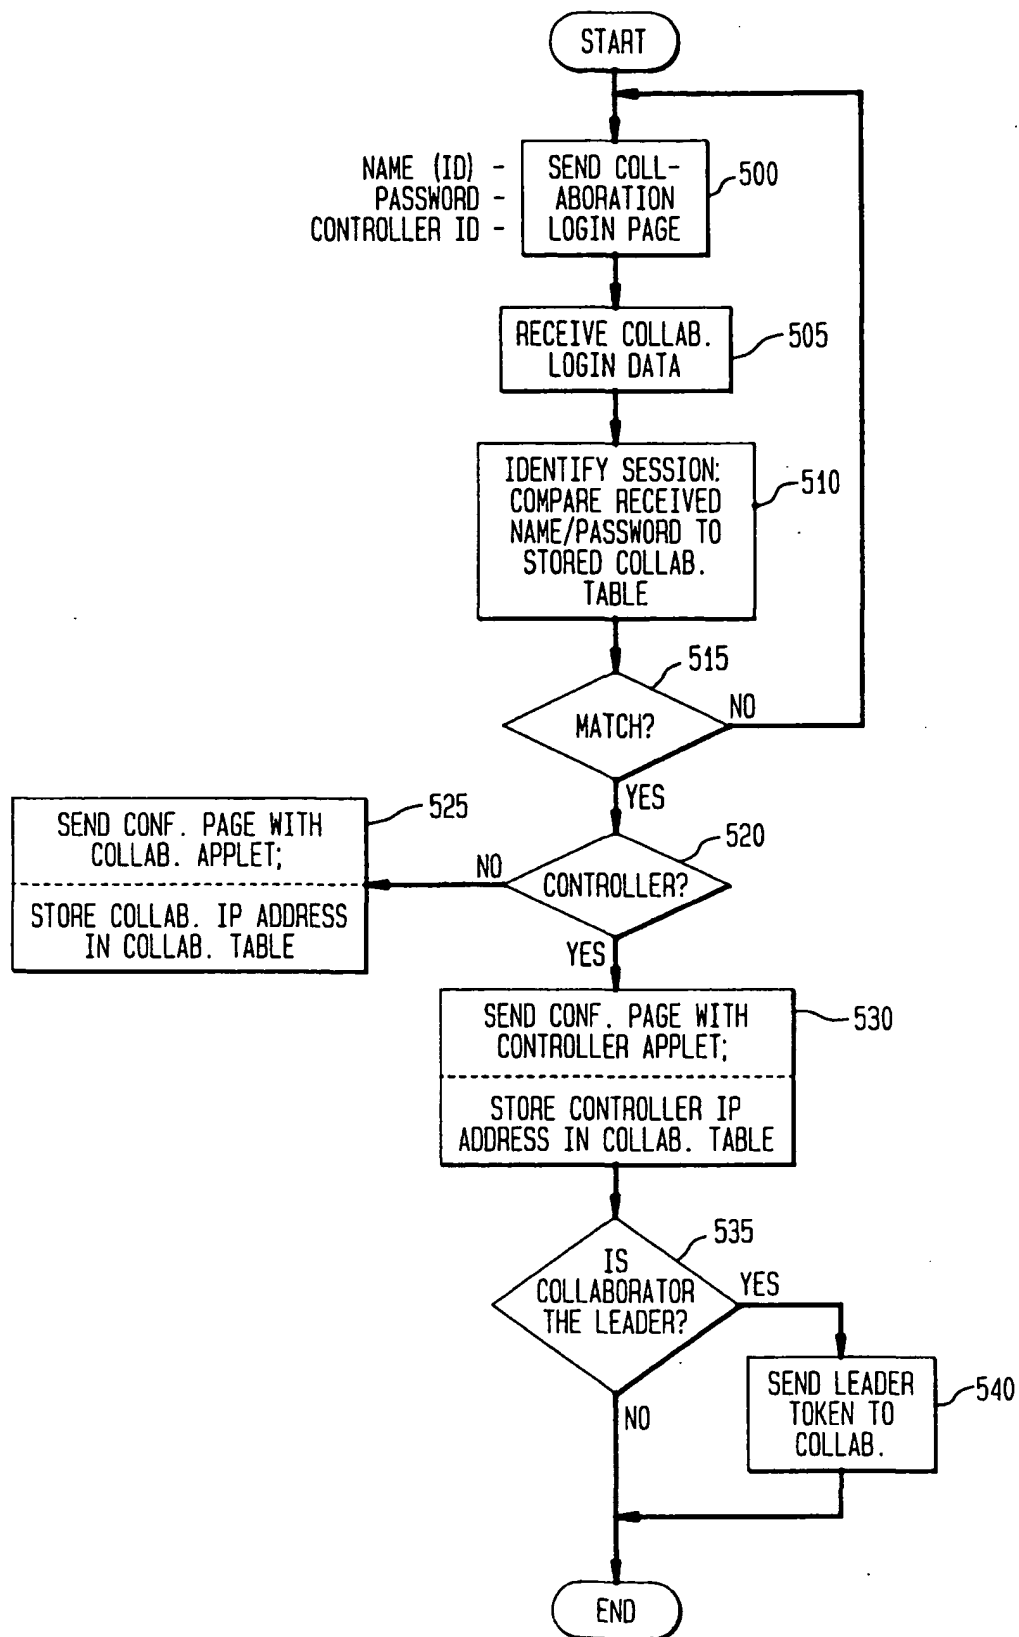 START
NAME (ID) -
PASSWORD -
CONTROLLER ID -
SEND COLL-
ABORATION
LOGIN PAGE
500
RECEIVE COLLAB.
LOGIN DATA
505
IDENTIFY SESSION:
COMPARE RECEIVED
NAME/PASSWORD TO
STORED COLLAB.
TABLE
510
515
MATCH?
NO
YES
525
SEND CONF. PAGE WITH
COLLAB. APPLET;
STORE COLLAB. IP ADDRESS
IN COLLAB. TABLE
520
NO
CONTROLLER?
YES
SEND CONF. PAGE WITH
CONTROLLER APPLET;
STORE CONTROLLER IP
ADDRESS IN COLLAB. TABLE
530
535
IS
COLLABORATOR
THE LEADER?
YES
NO
SEND LEADER
TOKEN TO
COLLAB.
540
END